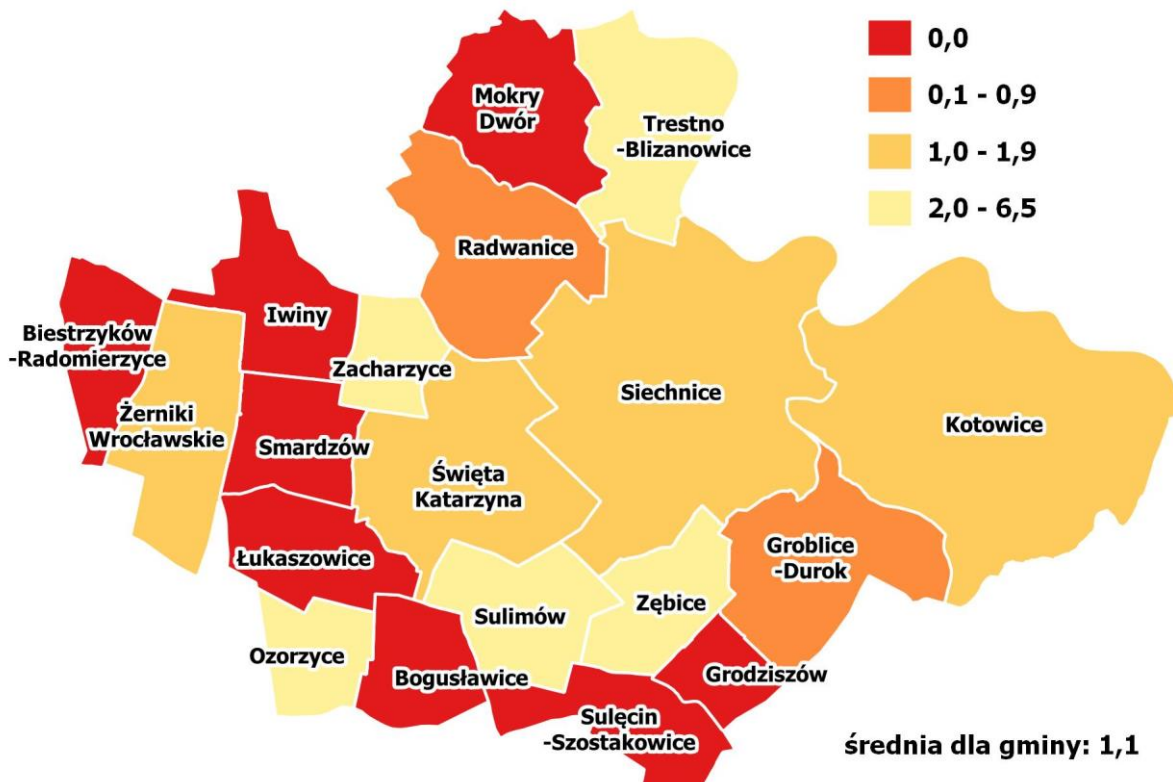 0,0
0,1 - 0,9
1,0 - 1,9
2,0 - 6,5
Mokry
Dwór
Trestno
-Blizanowice
Radwanice
Iwiny
Biestrzyków
-Radomierzyce
Zacharzyce
Siechnice
Kotowice
Żerniki
Wrocławskie
Smardzów
Święta
Katarzyna
Łukaszowice
Groblice
-Durok
Sulimów
Zębice
Ozorzyce
Bogusławice
Grodziszów
Sulęcin
-Szostakowice
średnia dla gminy: 1,1